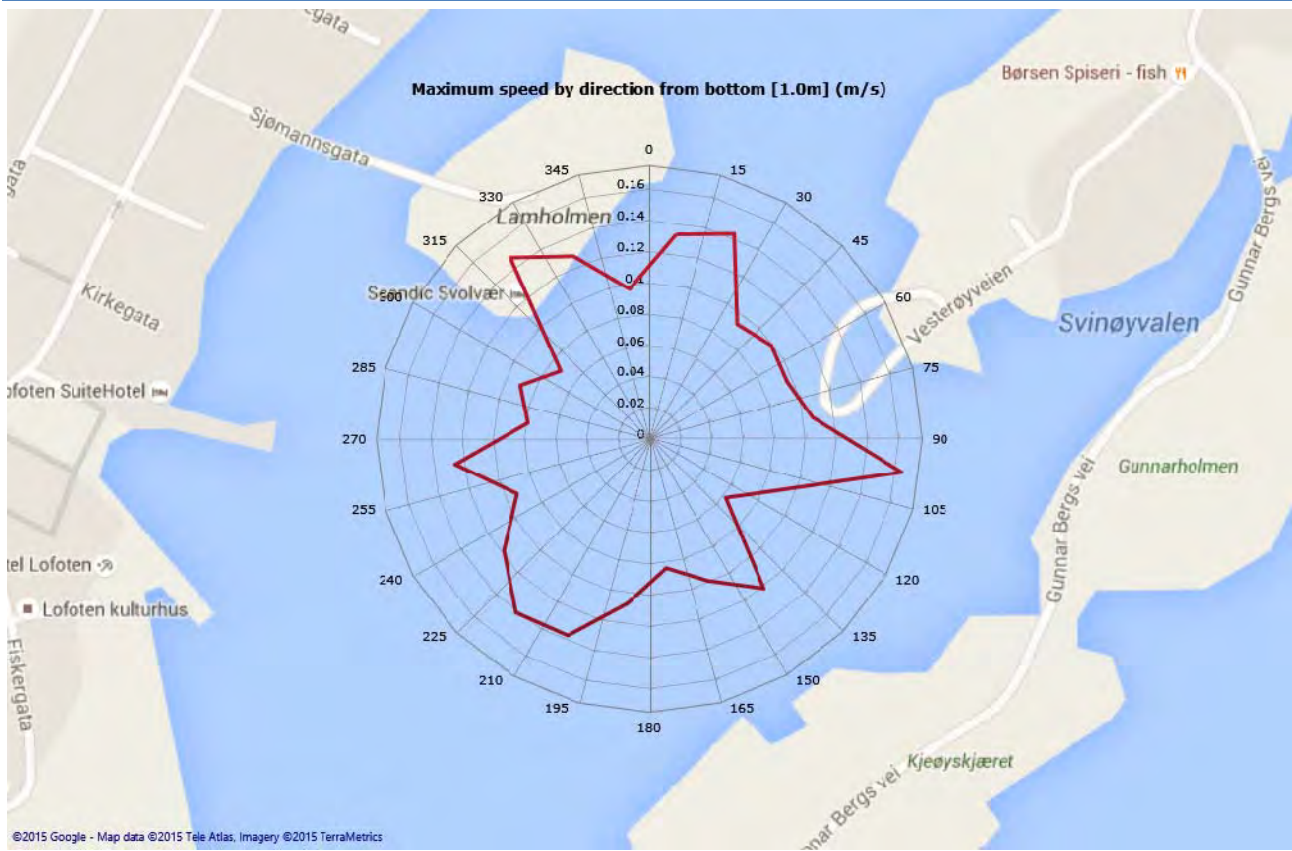 gata
Børsen Spiseri - fish
Maximum speed by direction from bottom [1.0m] (m/s)
Sjømannsgata
gata
Gunnar Bergs vei
0
345
15
330
30
0.16
Lamholmen
0.14
315
45
0.12
Kirkegata
Scandic Svolvær
300
0.1
60
Vesterøyveien
Svinøyvalen
0.08
0.06
285
75
0.04
ofoten SuiteHotel
0.02
270
0
90
Gunnarholmen
255
105
Gunnar Bergs vei
tel Lofoten
240
120
Lofoten kulturhus
225
135
Fiskergata
210
150
195
165
180
Kjeøyskjæret
nnar Bergs vei
©2015 Google - Map data ©2015 Tele Atlas, Imagery ©2015 TerraMetrics